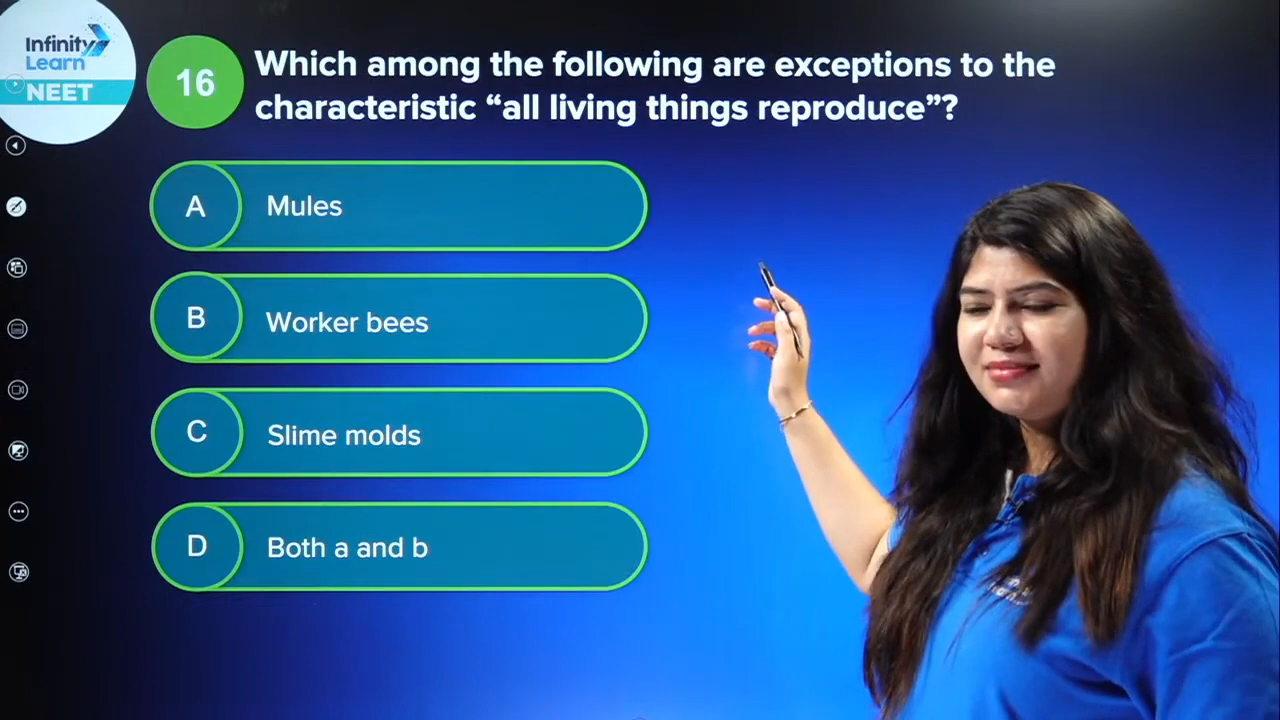 Infinity
Learn
NEET
16
Which among the following are exceptions to the
characteristic “all living things reproduce”?
A
Mules
B
Worker bees
C
Slime molds
D
Both a and b